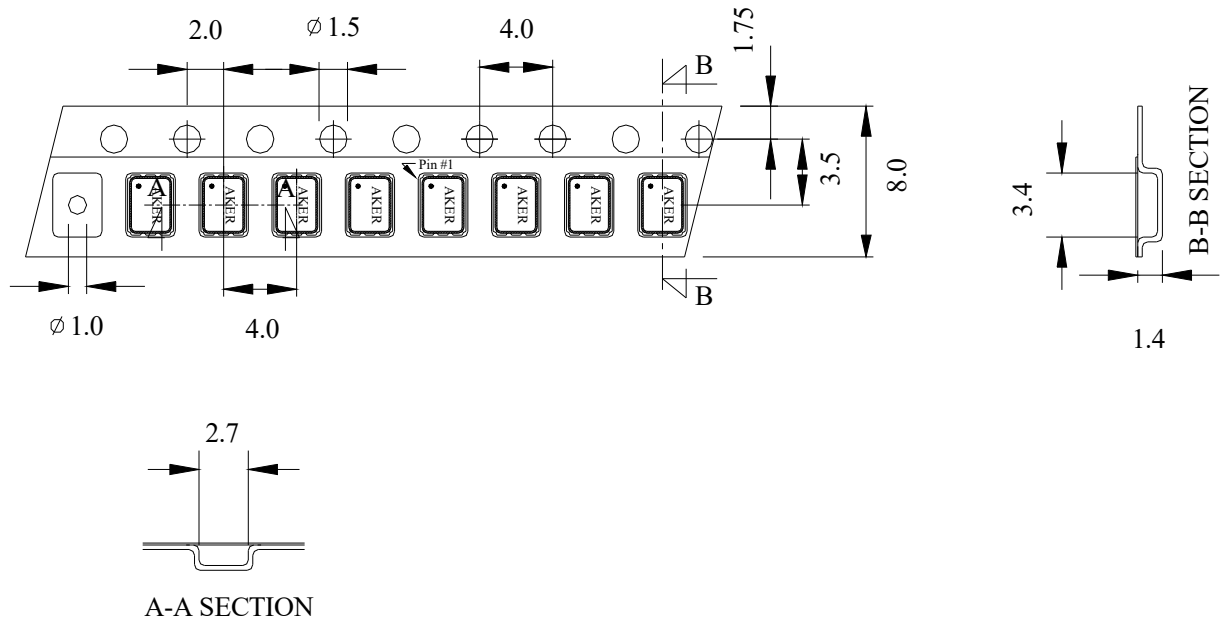 2.0
⌀ 1.5
4.0
1.75
B
Pin #1
A
A
AKER
AKER
AKER
AKER
AKER
AKER
AKER
AKER
3.5
8.0
3.4
B-B SECTION
B
⌀ 1.0
4.0
1.4
2.7
A-A SECTION